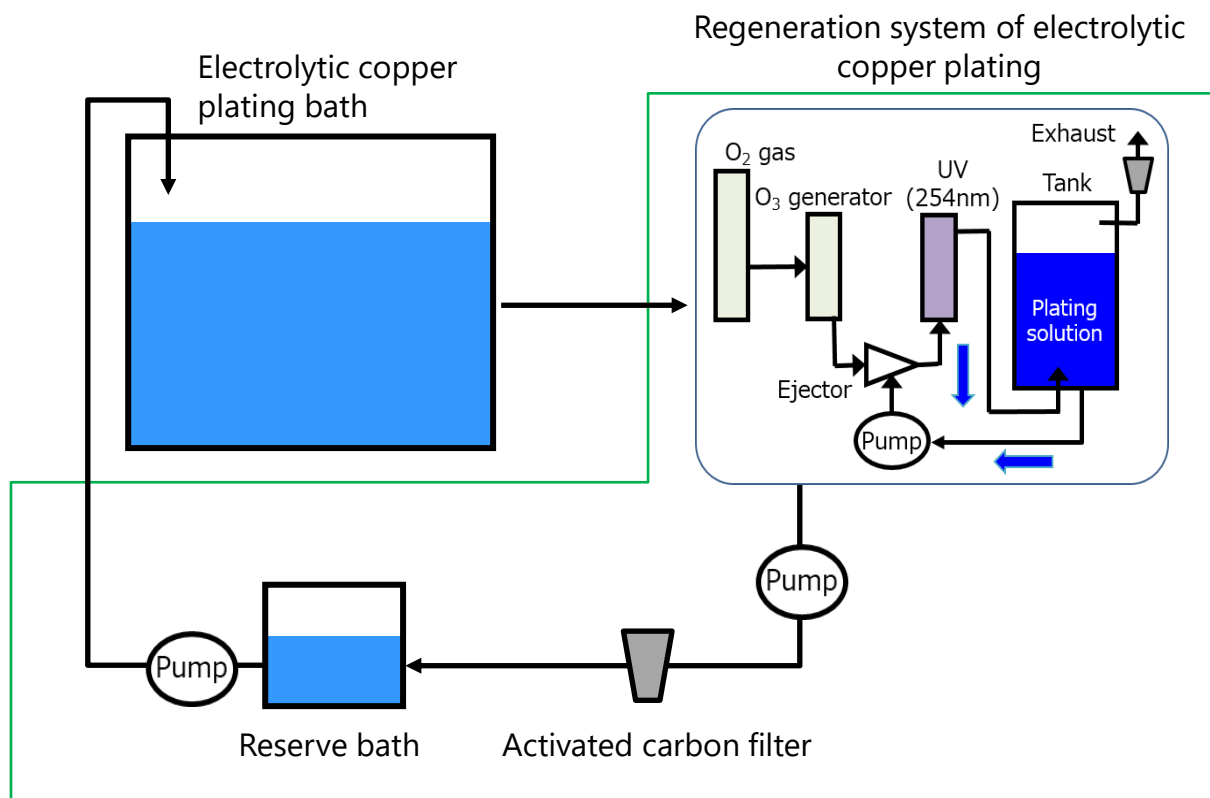 Regeneration system of electrolytic
copper plating
Electrolytic copper
plating bath
Exhaust
O₂ gas
UV
(254nm)
Tank
O₃ generator
Plating
solution
Ejector
Pump
Pump
Pump
Reserve bath
Activated carbon filter